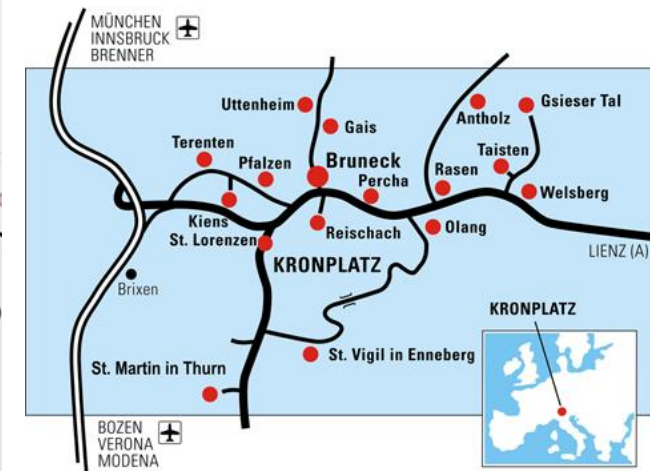 MÜNCHEN
INNSBRUCK
BRENNER
Uttenheim
Gais
Antholz
Gsieser Tal
Terenten
Pfalzen
Bruneck
Percha
Rasen
Taisten
Welsberg
Kiens
St. Lorenzen
Reischach
Olang
KRONPLATZ
LIENZ (A)
Brixen
KRONPLATZ
St. Vigil in Enneberg
St. Martin in Thurn
BOZEN
VERONA
MODENA